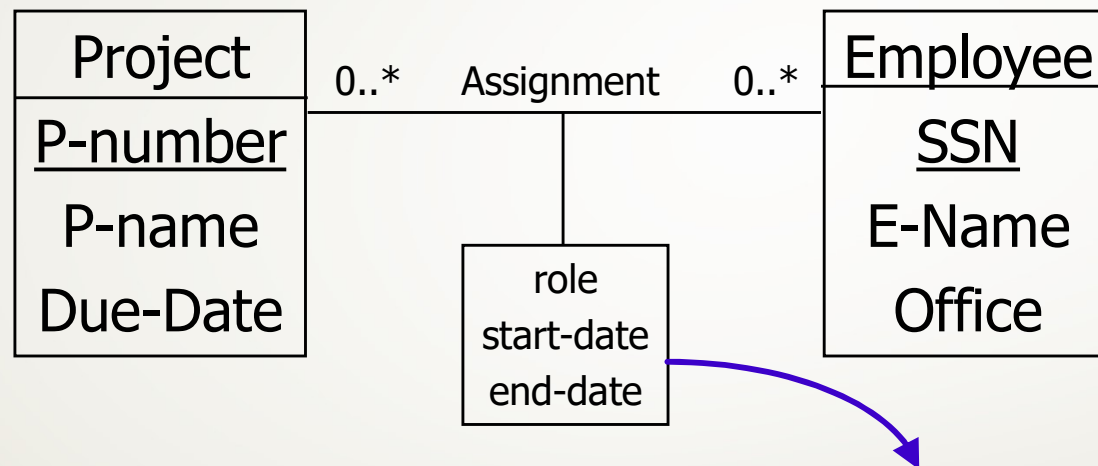 Project
P-number
P-name
Due-Date
0..* Assignment 0..*
role
start-date
end-date
Employee
SSN
E-Name
Office